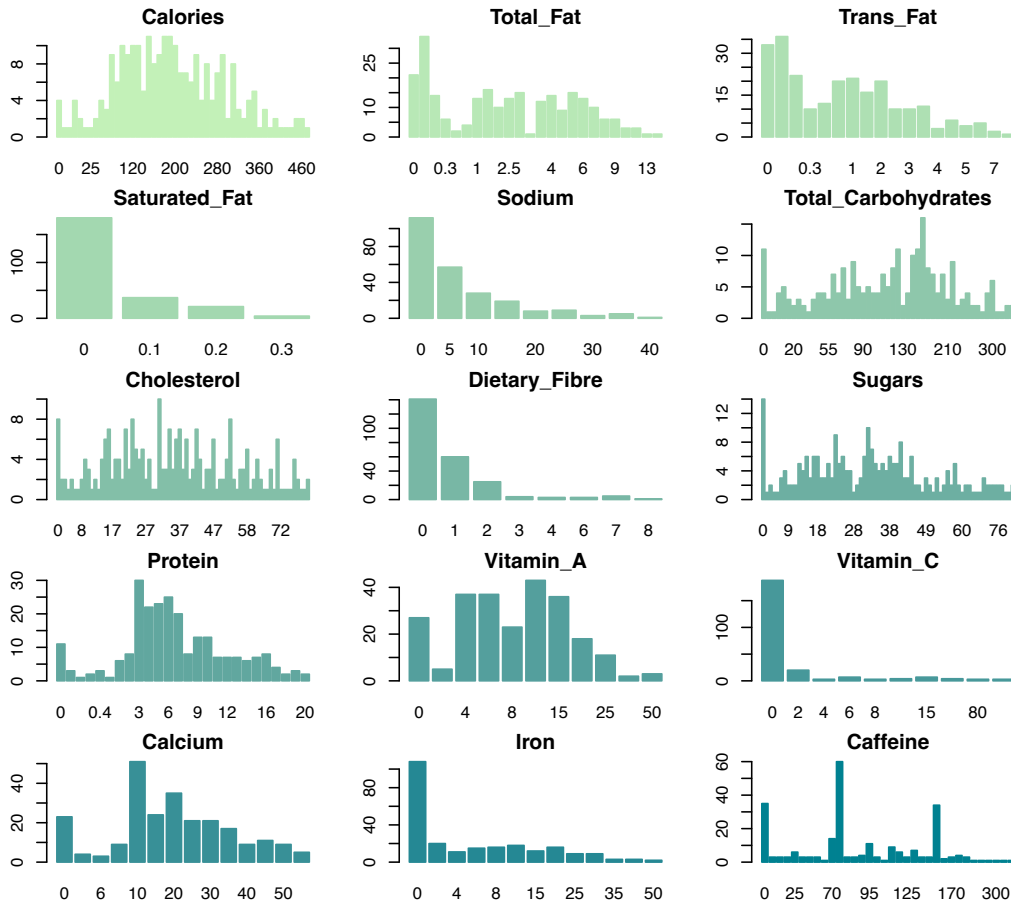 Calories Total_Fat Trans_Fat
0 4 8
0 25 120 200 280 360 460
0 10 25
0 0.3 1 2.5 4 6 9 13
0 15 30
0 0.3 1 2 3 4 5 7
Saturated_Fat Sodium Total_Carbohydrates
0 100
0 0.1 0.2 0.3
0 40 80
0 5 10 20 30 40
0 5 10
0 20 55 90 130 210 300
Cholesterol Dietary_Fibre Sugars
0 4 8
0 8 17 27 37 47 57 72
0 40 100
0 1 2 3 4 5 6 7 8
0 4 8 12
0 9 18 28 38 49 60 76
Protein Vitamin_A Vitamin_C
0 10 20 30
0 0.4 3 6 9 12 16 20
0 20 40
0 4 8 15 25 50
0 100
0 2 4 6 8 15 80
Calcium Iron Caffeine
0 20 40
0 6 10 20 30 40 50
0 40 80
0 4 8 15 25 35 50
0 20 40 60
0 25 70 95 125 170 300